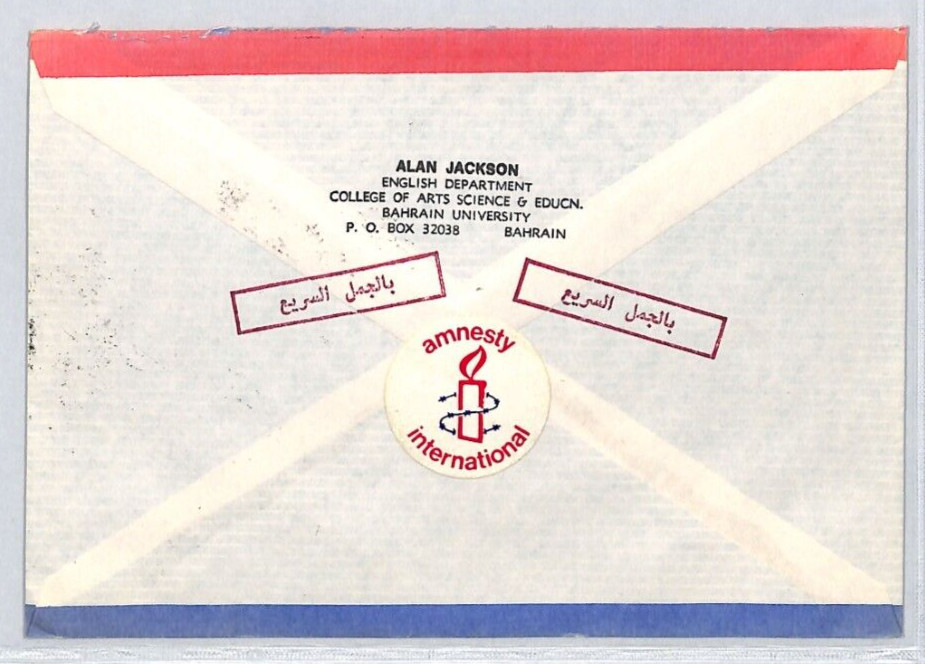 ALAN JACKSON
ENGLISH DEPARTMENT
COLLEGE OF ARTS SCIENCE & EDUCN.
BAHRAIN UNIVERSITY
P. O. BOX 32038 BAHRAIN
بالجمل السريع
بالجمل السريع
amnesty
international